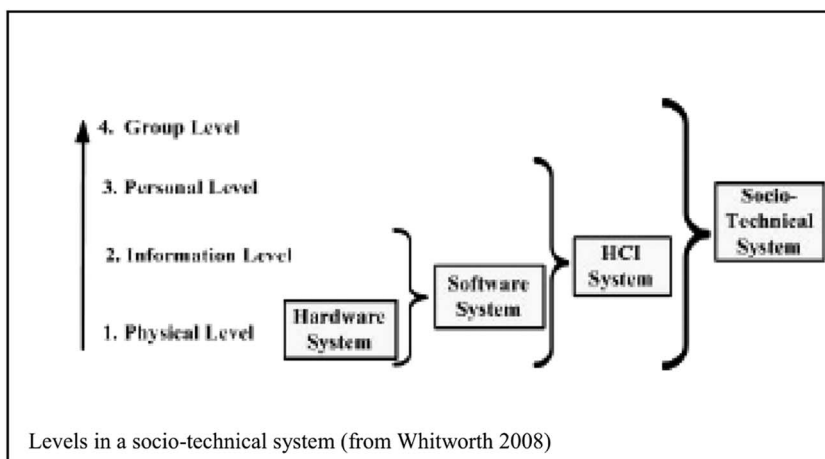 4. Group Level
3. Personal Level
2. Information Level
1. Physical Level
Hardware
System
Software
System
HCI
System
Socio-
Technical
System
Levels in a socio-technical system (from Whitworth 2008)